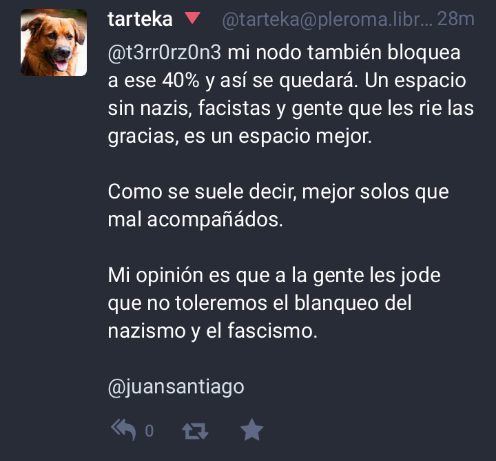 tarteka @tarteka@pleroma.libr... 28m
@t3rr0rz0n3 mi nodo también bloquea
a ese 40% y así se quedará. Un espacio
sin nazis, facistas y gente que les rie las
gracias, es un espacio mejor.
Como se suele decir, mejor solos que
mal acompañádos.
Mi opinión es que a la gente les jode
que no toleremos el blanqueo del
nazismo y el fascismo.
@juansantiago
0